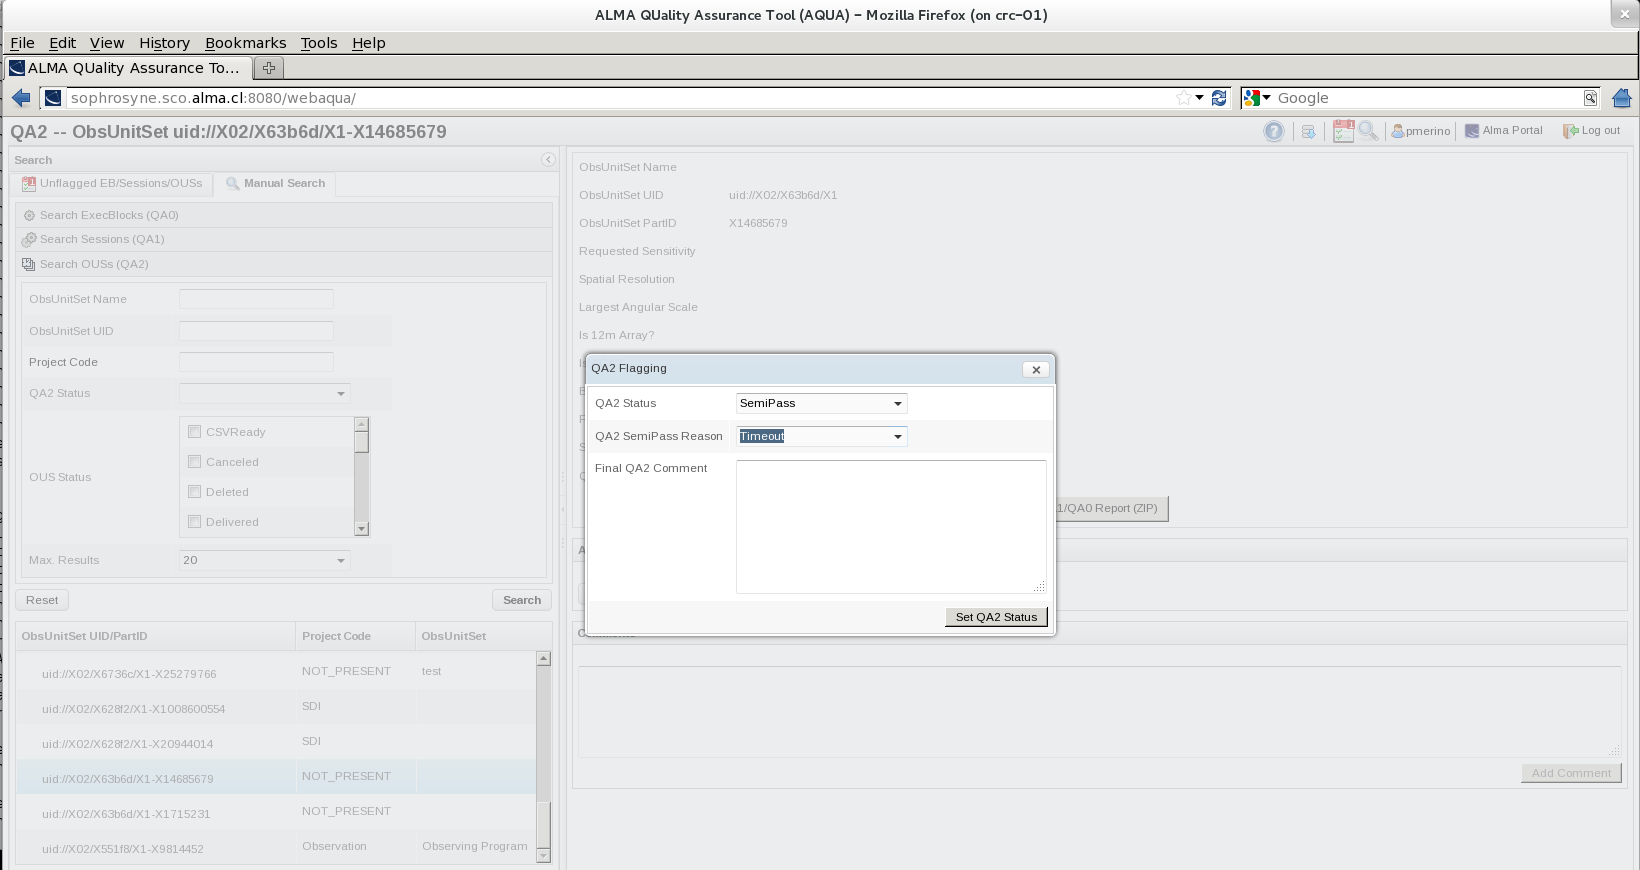 ALMA QUality Assurance Tool (AQUA) – Mozilla Firefox (on crc-01)
File Edit View History Bookmarks Tools Help
ALMA QUality Assurance To...
sophrosyne.sco.alma.cl:8080/webaqua/
Google
QA2 -- ObsUnitSet uid://X02/X63b6d/X1-X14685679
pmerino
Alma Portal
Log out
Search
Unflagged EB/Sessions/OUSs
Manual Search
Search ExecBlocks (QA0)
Search Sessions (QA1)
Search OUSs (QA2)
ObsUnitSet Name
ObsUnitSet UID
Project Code
QA2 Status
OUS Status
CSVReady
Canceled
Deleted
Delivered
Max. Results 20
Reset
Search
ObsUnitSet UID/PartID Project Code ObsUnitSet
uid://X02/X6736c/X1-X25279766 NOT_PRESENT test
uid://X02/X628f2/X1-X1008600554 SDI
uid://X02/X628f2/X1-X20944014 SDI
uid://X02/X63b6d/X1-X14685679 NOT_PRESENT
uid://X02/X63b6d/X1-X1715231 NOT_PRESENT
uid://X02/X551f8/X1-X9814452 Observation Observing Program
ObsUnitSet Name
ObsUnitSet UID uid://X02/X63b6d/X1
ObsUnitSet PartID X14685679
Requested Sensitivity
Spatial Resolution
Largest Angular Scale
Is 12m Array?
QA2 Flagging
QA2 Status SemiPass
QA2 SemiPass Reason Timeout
Final QA2 Comment
Set QA2 Status
1/QA0 Report (ZIP)
Add Comment